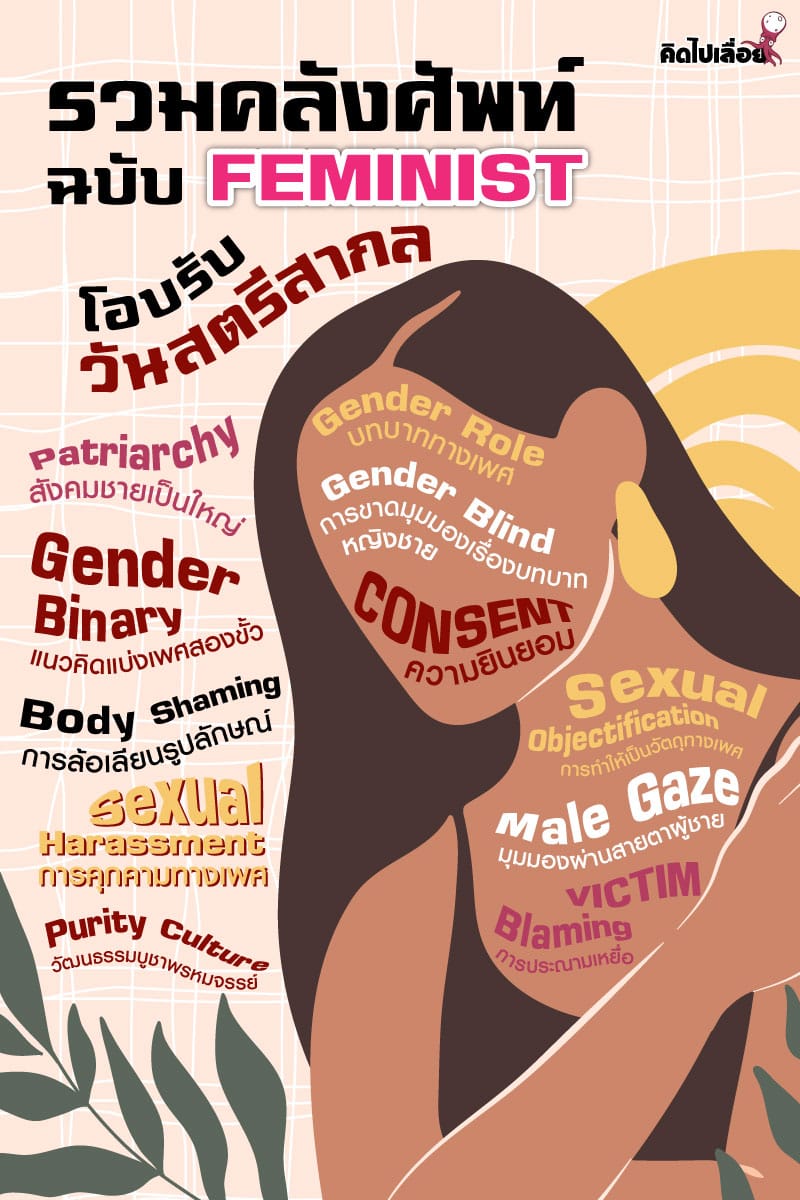 คิดไปเลื่อย
รวมคลังศัพท์
ฉบับ FEMINIST
โอบรับ
วันสตรีสากล
Patriarchy
สังคมชายเป็นใหญ่
Gender
Binary
แนวคิดแบ่งเพศสองขั้ว
Body Shaming
การล้อเลียนรูปลักษณ์
Sexual
Harassment
การคุกคามทางเพศ
Purity Culture
วัฒนธรรมบูชาพรหมจรรย์
Gender Role
บทบาททางเพศ
Gender Blind
การขาดมุมมองเรื่องบทบาท
หญิงชาย
CONSENT
ความยินยอม
Sexual
Objectification
การทำให้เป็นวัตถุทางเพศ
Male Gaze
มุมมองผ่านสายตาผู้ชาย
VICTIM
Blaming
การประณามเหยื่อ